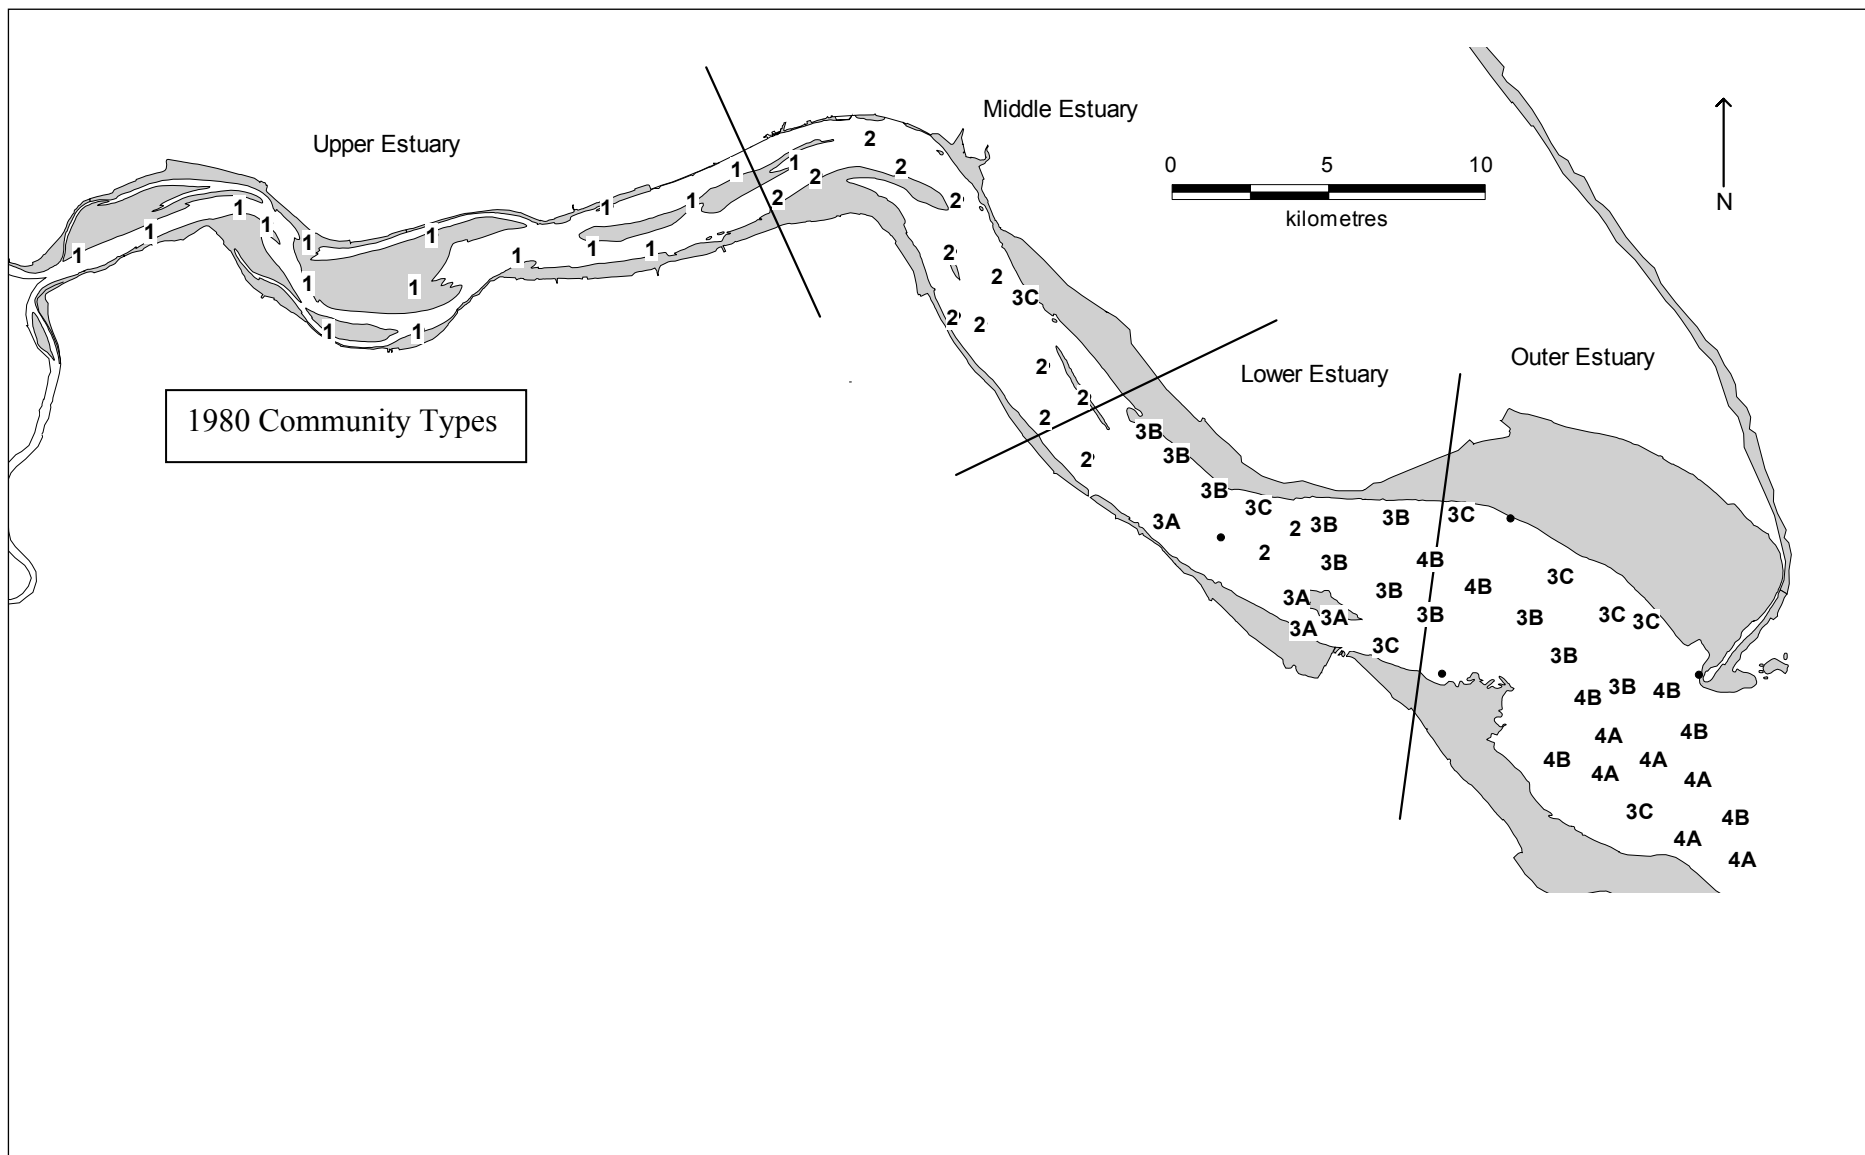 Middle Estuary
Upper Estuary
0 5 10
kilometres
N
1 1 1 1 1 1 1 1 1 1 1 1 1 1 1 1 1 1
2 2 2 2 2 2 2
3C
2 2 2 2 2
Outer Estuary
Lower Estuary
1980 Community Types
2 3B
3B
3B
3C
3A 2 3B 3B 3C
2 3B 4B 4B 3C
3A 3A 3A 3B 3B 3B 3C 3C
3C 3B
4B 3B 4B
4A 4B
4B 4A 4A 4A
3C 4B
4A
4A